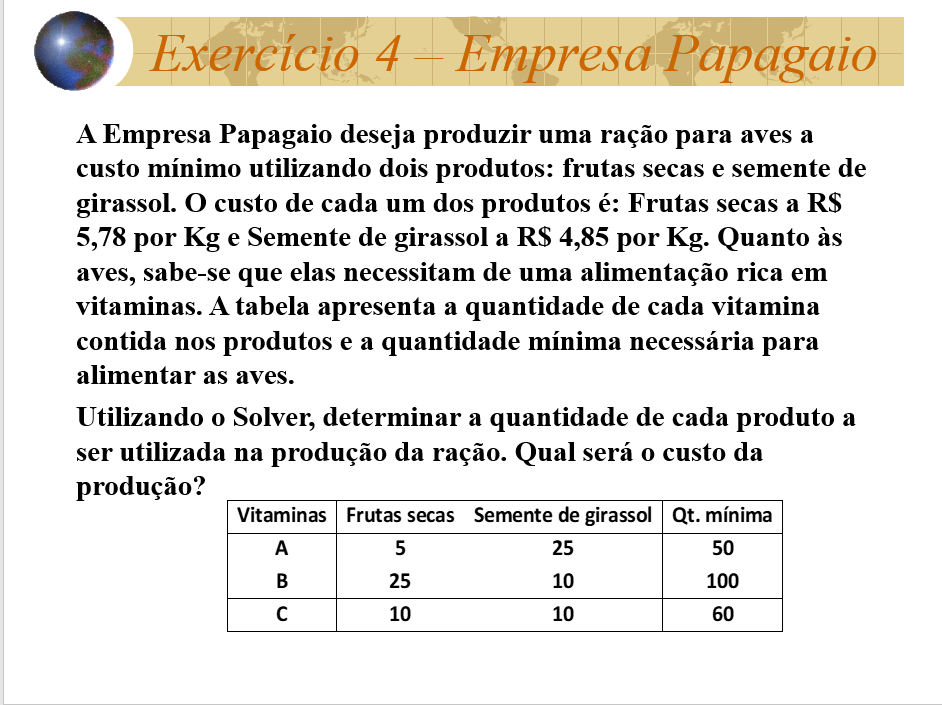 Exercício 4 – Empresa Papagaio
A Empresa Papagaio deseja produzir uma ração para aves a
custo mínimo utilizando dois produtos: frutas secas e semente de
girassol. O custo de cada um dos produtos é: Frutas secas a R$
5,78 por Kg e Semente de girassol a R$ 4,85 por Kg. Quanto às
aves, sabe-se que elas necessitam de uma alimentação rica em
vitaminas. A tabela apresenta a quantidade de cada vitamina
contida nos produtos e a quantidade mínima necessária para
alimentar as aves.
Utilizando o Solver, determinar a quantidade de cada produto a
ser utilizada na produção da ração. Qual será o custo da
produção?
Vitaminas Frutas secas Semente de girassol Qt. mínima
A 5 25 50
B 25 10 100
C 10 10 60